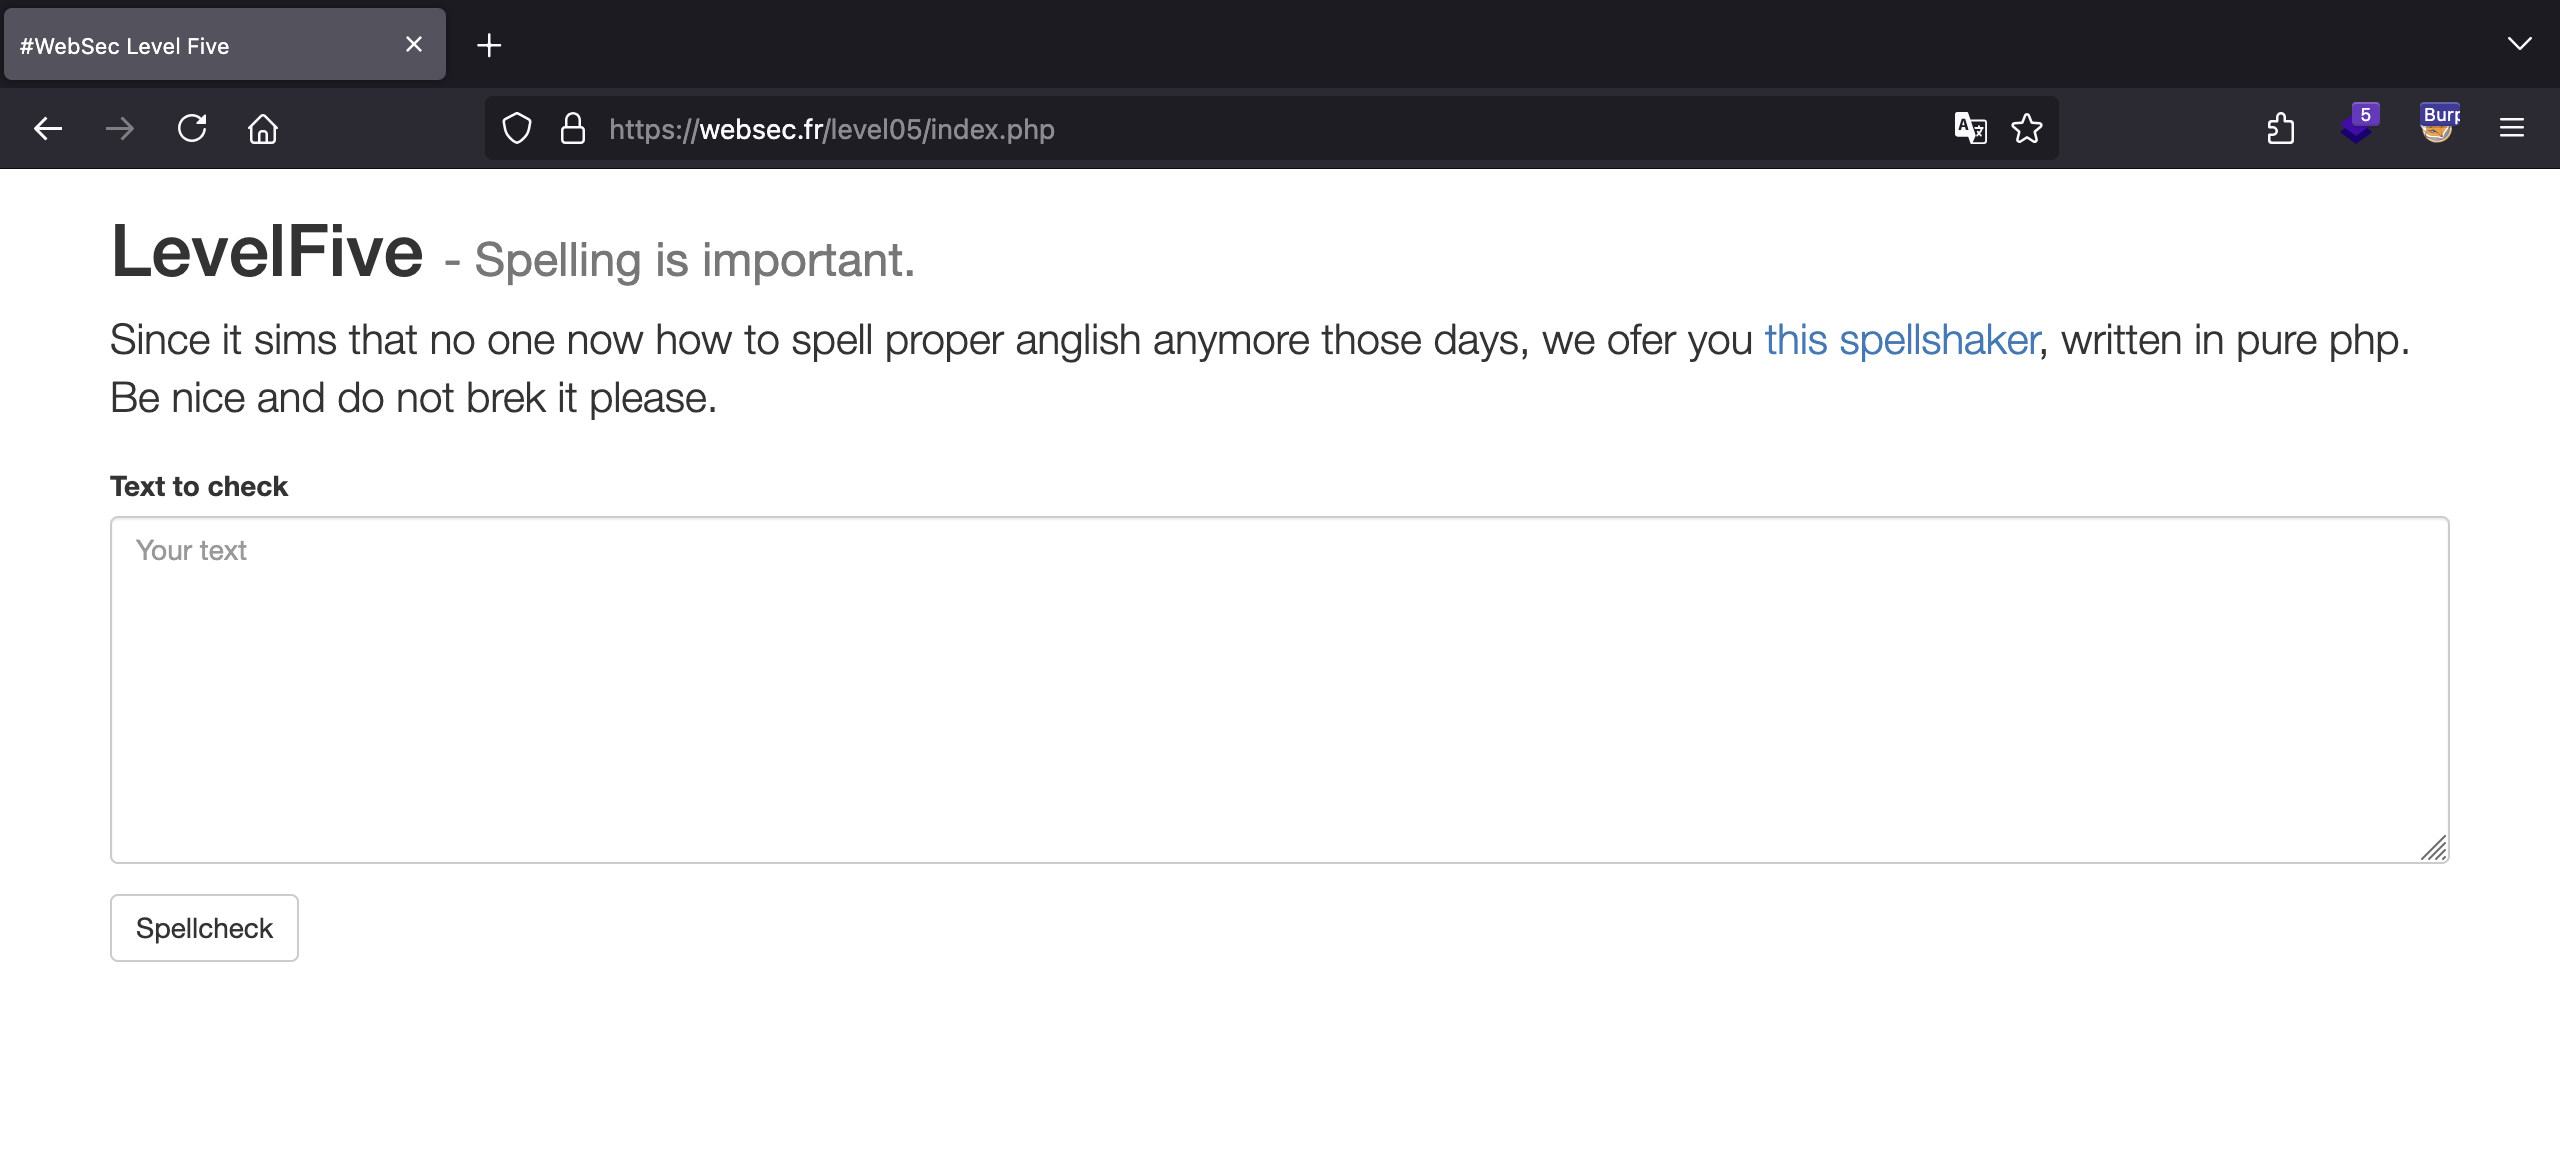 #WebSec Level Five
https://websec.fr/level05/index.php
5
Burp
LevelFive - Spelling is important.
Since it sims that no one now how to spell proper anglish anymore those days, we ofer you this spellshaker, written in pure php.
Be nice and do not brek it please.
Text to check
Your text
Spellcheck